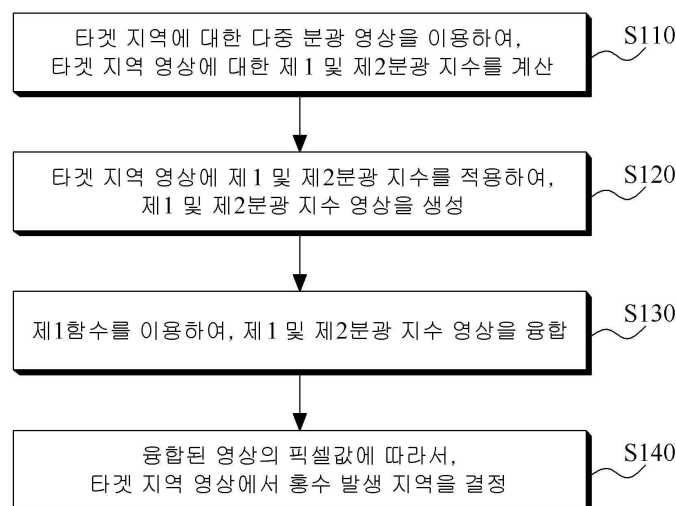 타겟 지역에 대한 다중 분광 영상을 이용하여,
타겟 지역 영상에 대한 제1 및 제2분광 지수를 계산
S110
타겟 지역 영상에 제1 및 제2분광 지수를 적용하여,
제1 및 제2분광 지수 영상을 생성
S120
제1함수를 이용하여, 제1 및 제2분광 지수 영상을 융합
S130
융합된 영상의 픽셀값에 따라서,
타겟 지역 영상에서 홍수 발생 지역을 결정
S140